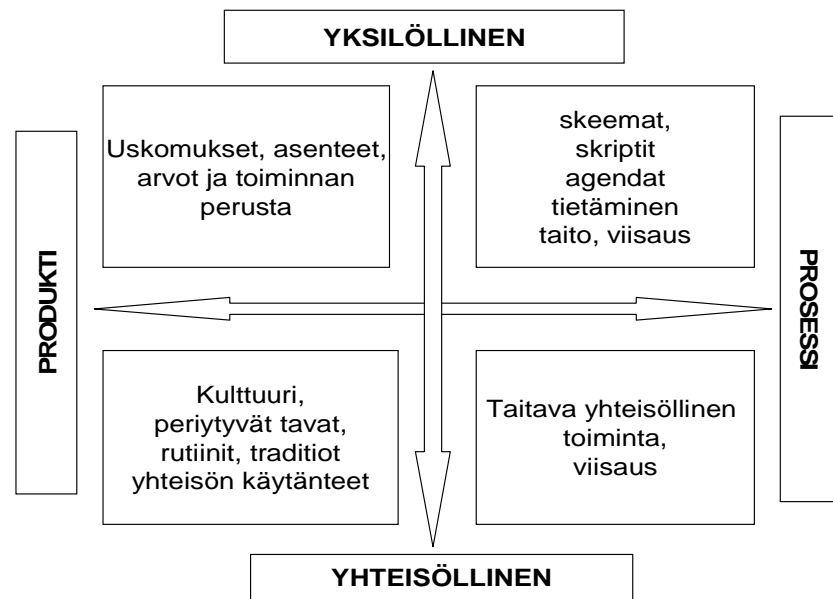 YKSILÖLLINEN
Uskomukset, asenteet,
arvot ja toiminnan
perusta
skeemat,
skriptit
agendat
tietäminen
taito, viisaus
PRODUKTI
PROSESSI
Kulttuuri,
periytyvät tavat,
rutiinit, traditiot
yhteisön käytänteet
Taitava yhteisöllinen
toiminta,
viisaus
YHTEISÖLLINEN